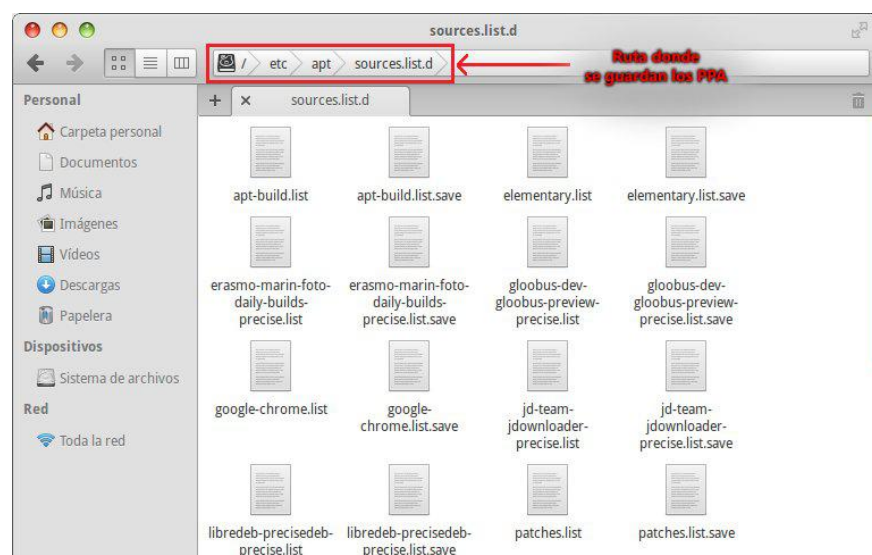 sources.list.d
/ etc apt sources.list.d
Ruta donde
se guardan los PPA
Personal
Carpeta personal
Documentos
Música
Imágenes
Vídeos
Descargas
Papelera
Dispositivos
Sistema de archivos
Red
Toda la red
+ × sources.list.d
apt-build.list
apt-build.list.save
elementary.list
elementary.list.save
erasmo-marin-foto-
daily-builds-
precise.list
erasmo-marin-foto-
daily-builds-
precise.list.save
gloobus-dev-
gloobus-preview-
precise.list
gloobus-dev-
gloobus-preview-
precise.list.save
google-chrome.list
google-
chrome.list.save
jd-team-
jdownloader-
precise.list
jd-team-
jdownloader-
precise.list.save
libredeb-precisedeb-
precise.list
libredeb-precisedeb-
precise.list.save
patches.list
patches.list.save